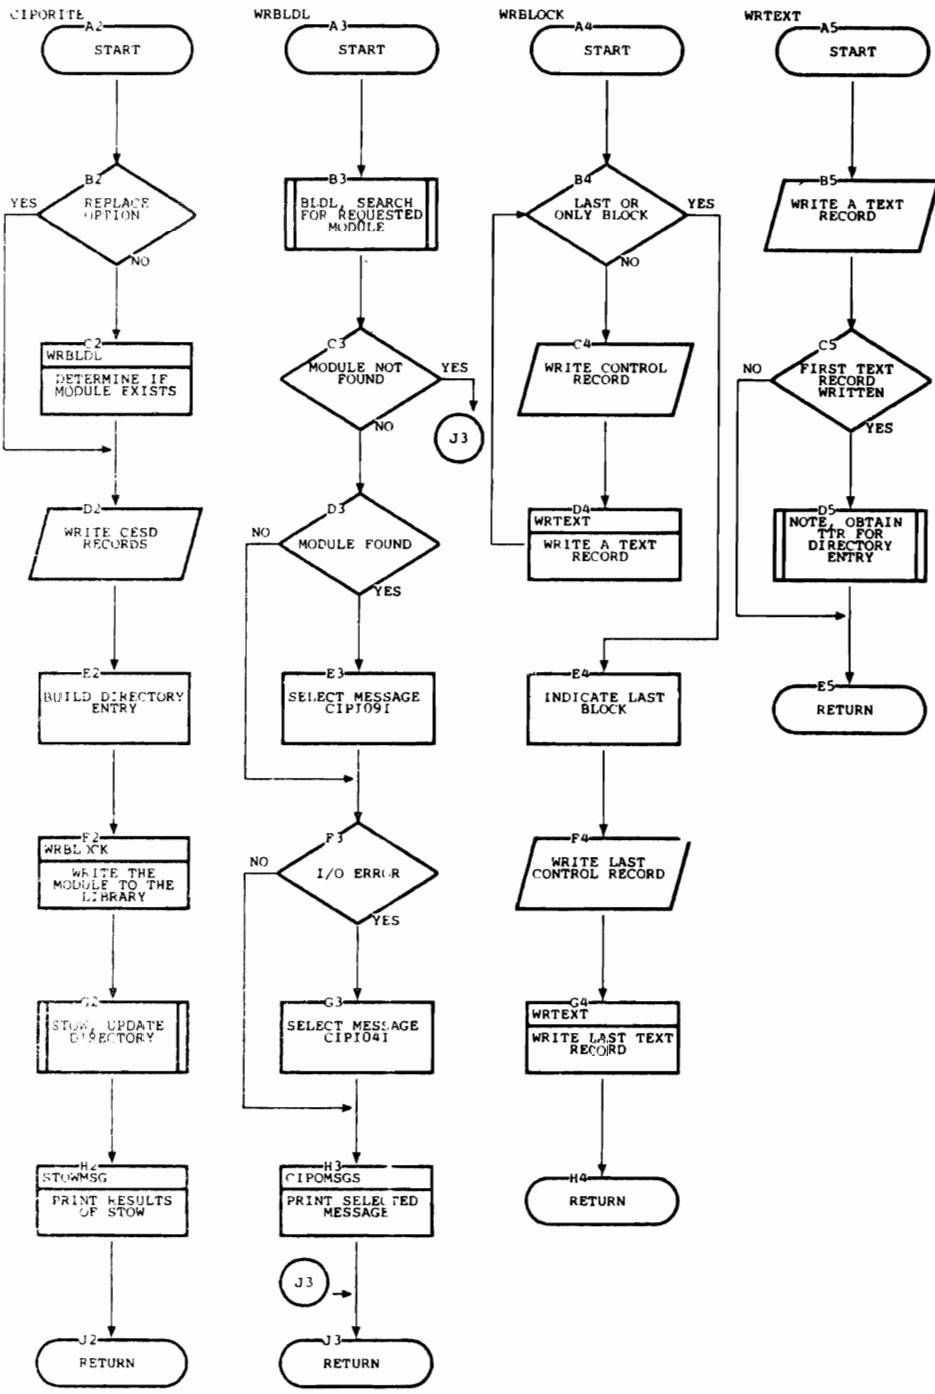 CIPORITE
A2
START
B2
REPLACE
OPTION
YES
NO
C2
WRBLDL
DETERMINE IF
MODULE EXISTS
D2
WRITE CESD
RECORDS
E2
BUILD DIRECTORY
ENTRY
F2
WRBLOCK
WRITE THE
MODULE TO THE
LIBRARY
G2
STOW, UPDATE
DIRECTORY
H2
STOWMSG
PRINT RESULTS
OF STOW
J2
RETURN
WRBLDL
A3
START
B3
BLDL, SEARCH
FOR REQUESTED
MODULE
C3
MODULE NOT
FOUND
YES
J3
NO
D3
MODULE FOUND
NO
YES
E3
SELECT MESSAGE
CIPI09I
F3
I/O ERROR
NO
YES
G3
SELECT MESSAGE
CIPI04I
H3
CIPOMSGS
PRINT SELECTED
MESSAGE
J3
J3
RETURN
WRBLOCK
A4
START
B4
LAST OR
ONLY BLOCK
YES
NO
C4
WRITE CONTROL
RECORD
D4
WRTEXT
WRITE A TEXT
RECORD
E4
INDICATE LAST
BLOCK
F4
WRITE LAST
CONTROL RECORD
G4
WRTEXT
WRITE LAST TEXT
RECORD
H4
RETURN
WRTEXT
A5
START
B5
WRITE A TEXT
RECORD
C5
FIRST TEXT
RECORD
WRITTEN
NO
YES
D5
NOTE, OBTAIN
TTR FOR
DIRECTORY
ENTRY
E5
RETURN